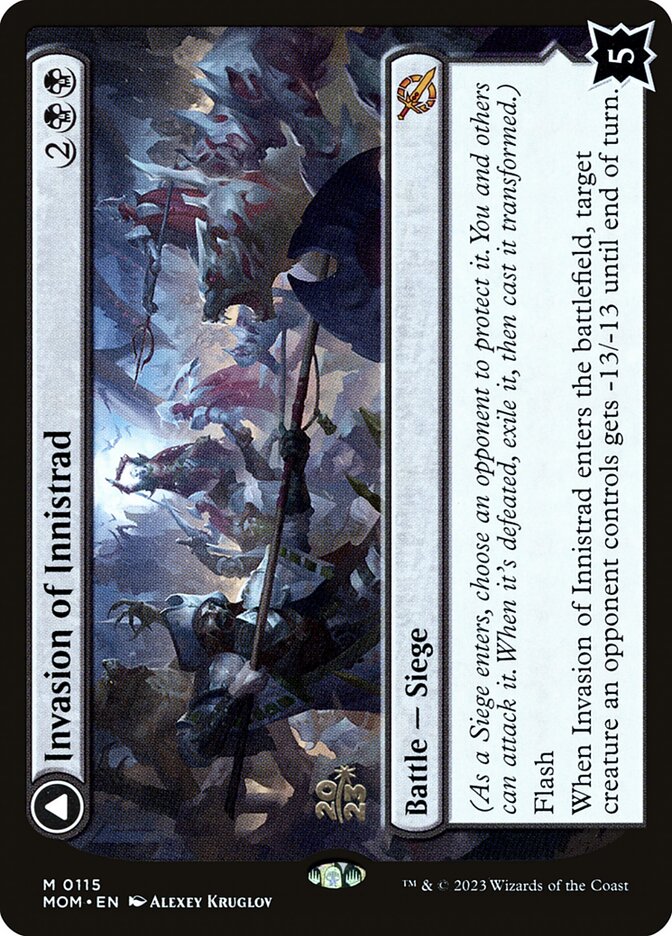 Invasion of Innistrad 2
Battle — Siege
(As a Siege enters, choose an opponent to protect it. You and others
can attack it. When it's defeated, exile it, then cast it transformed.)
Flash
When Invasion of Innistrad enters the battlefield, target
creature an opponent controls gets -13/-13 until end of turn.
5
2023
M 0115
MOM • EN Alexey Kruglov
™ & © 2023 Wizards of the Coast